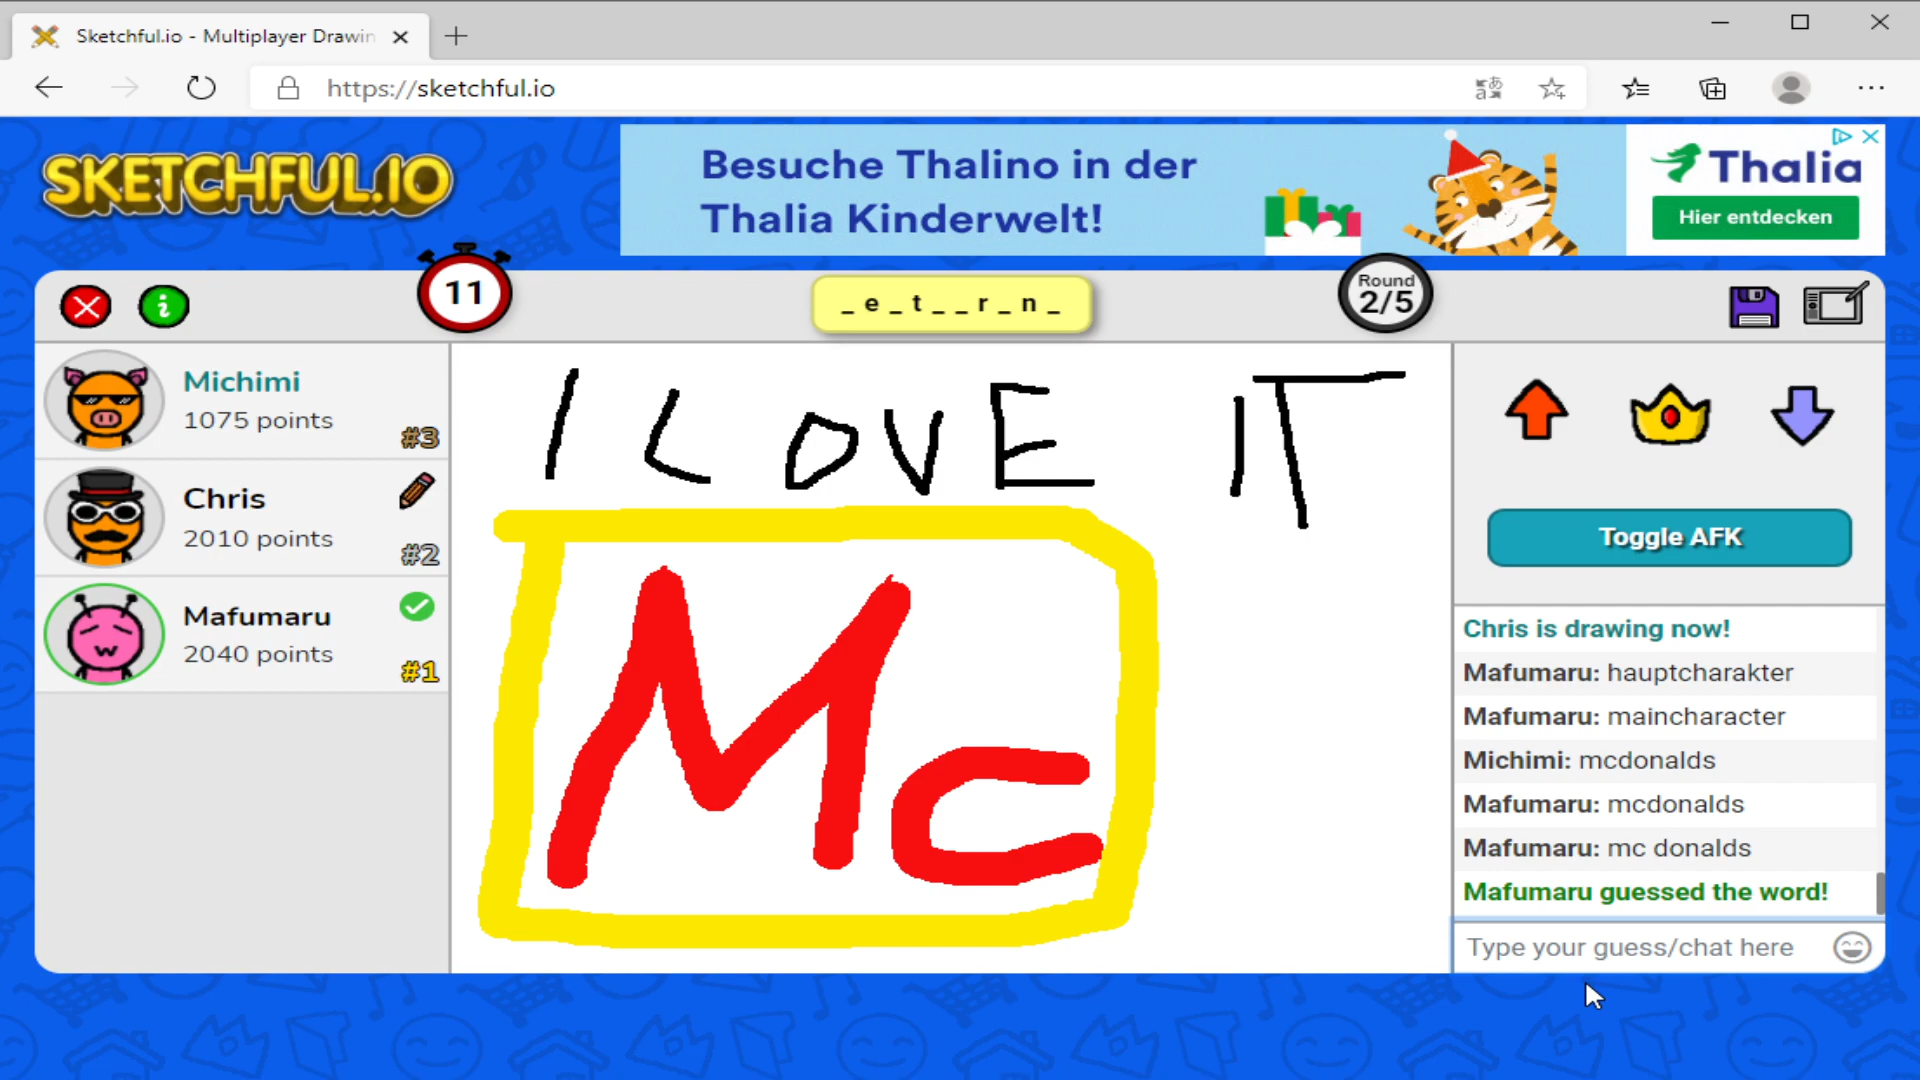 Sketchful.io - Multiplayer Drawin
https://sketchful.io
SKETCHFUL.IO
Besuche Thalino in der
Thalia Kinderwelt!
Thalia
Hier entdecken
11
_ e _ t _ _ r _ n _
Round
2/5
Michimi
1075 points
#3
Chris
2010 points
#2
Mafumaru
2040 points
#1
I LOVE IT
Mc
Toggle AFK
Chris is drawing now!
Mafumaru: hauptcharakter
Mafumaru: maincharacter
Michimi: mcdonalds
Mafumaru: mcdonalds
Mafumaru: mc donalds
Mafumaru guessed the word!
Type your guess/chat here